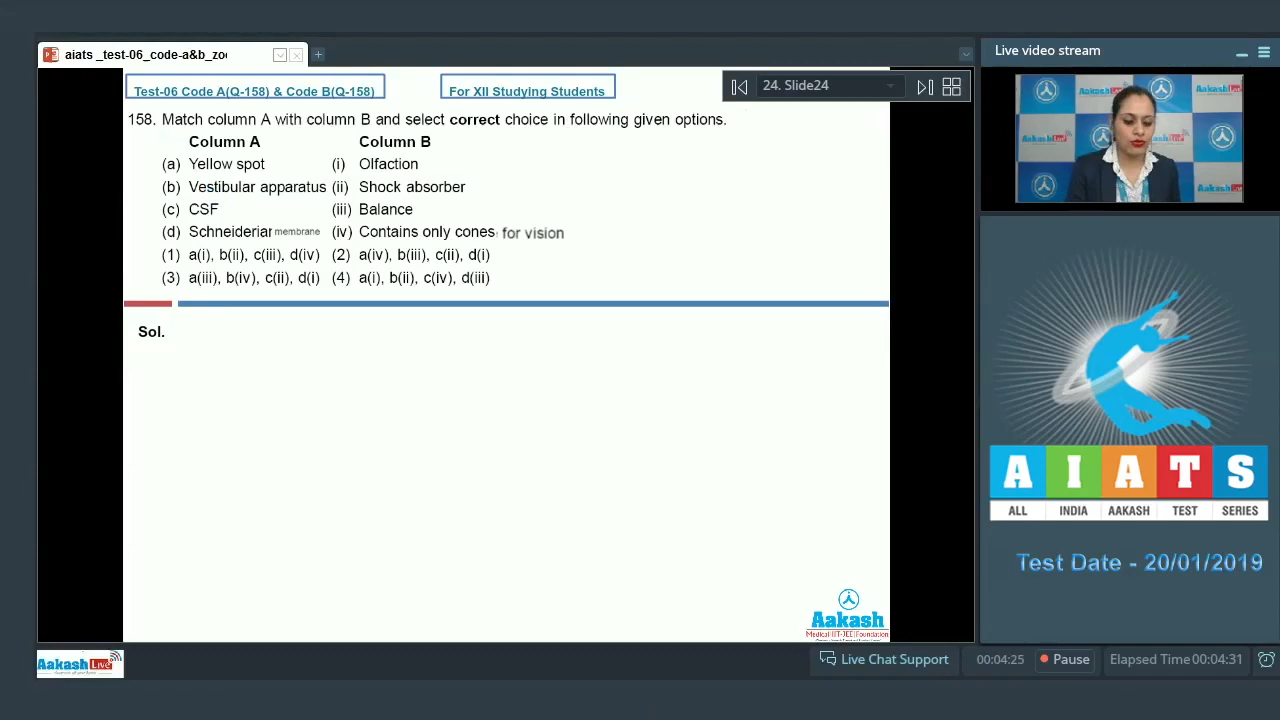 aiats _test-06_code-a&b_zo
Live video stream
Test-06 Code A(Q-158) & Code B(Q-158)
For XII Studying Students
24. Slide24
158. Match column A with column B and select correct choice in following given options.
Column A Column B
(a) Yellow spot (i) Olfaction
(b) Vestibular apparatus (ii) Shock absorber
(c) CSF (iii) Balance
(d) Schneiderian membrane (iv) Contains only cones for vision
(1) a(i), b(ii), c(iii), d(iv) (2) a(iv), b(iii), c(ii), d(i)
(3) a(iii), b(iv), c(ii), d(i) (4) a(i), b(ii), c(iv), d(iii)
Sol.
A I A T S
ALL INDIA AAKASH TEST SERIES
Test Date - 20/01/2019
Aakash
Medical|IIT-JEE|Foundation
Aakash Live
Live Chat Support
00:04:25
Pause
Elapsed Time 00:04:31